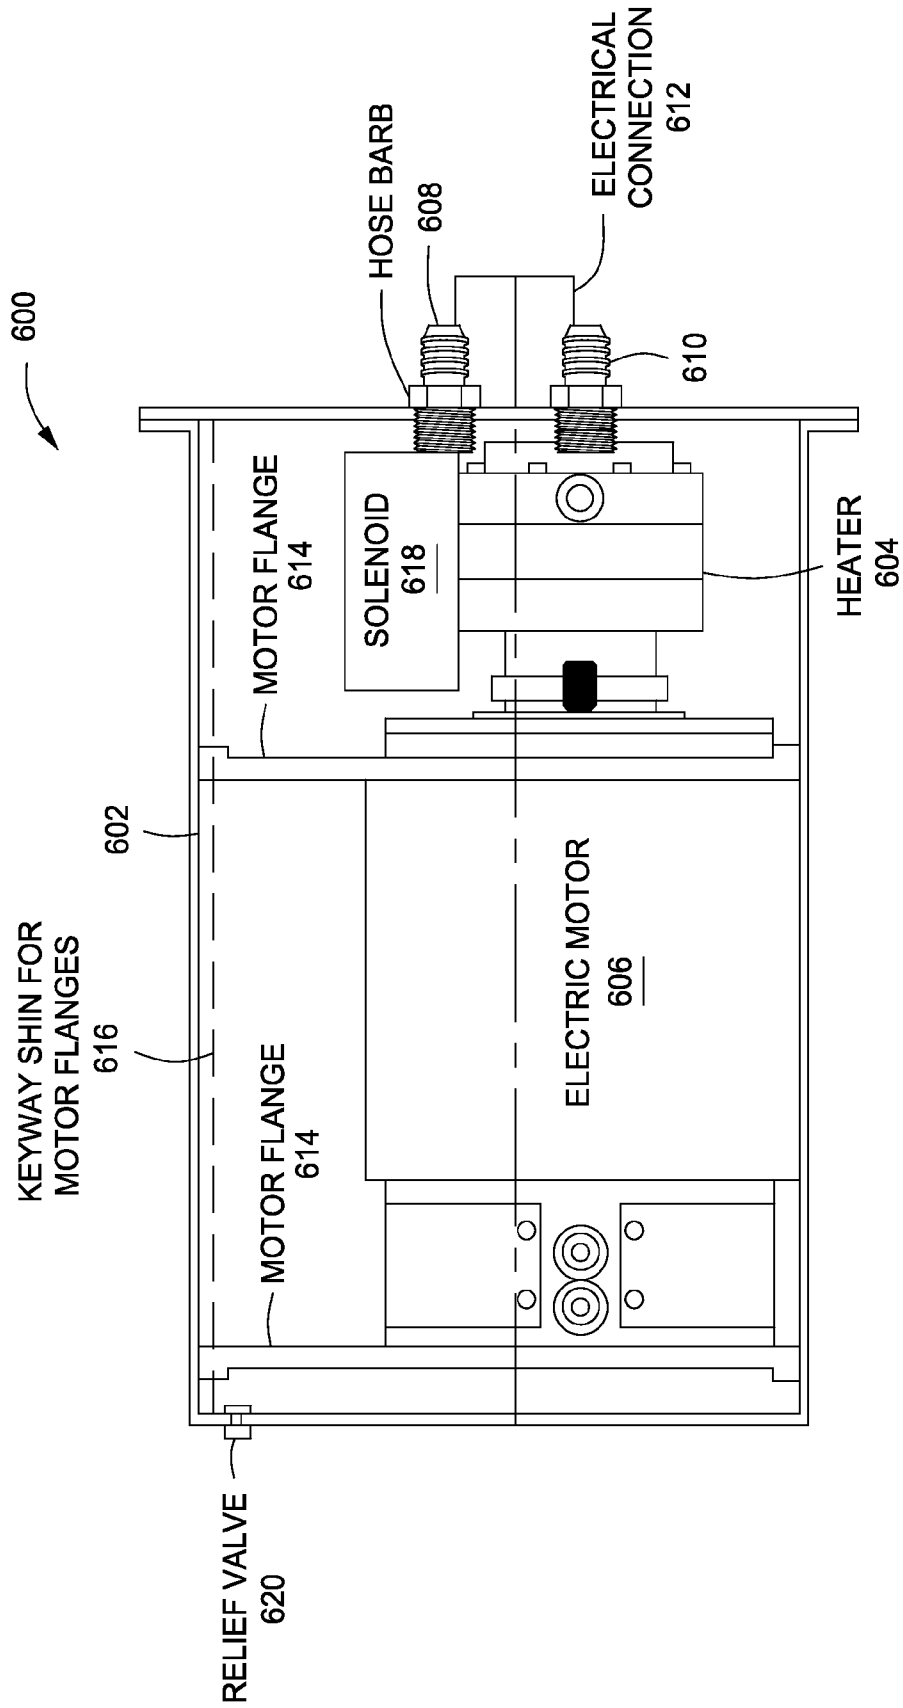 600
HOSE BARB
608
ELECTRICAL
CONNECTION
612
610
MOTOR FLANGE
614
SOLENOID
618
HEATER
604
602
KEYWAY SHIN FOR
MOTOR FLANGES
616
ELECTRIC MOTOR
606
MOTOR FLANGE
614
RELIEF VALVE
620